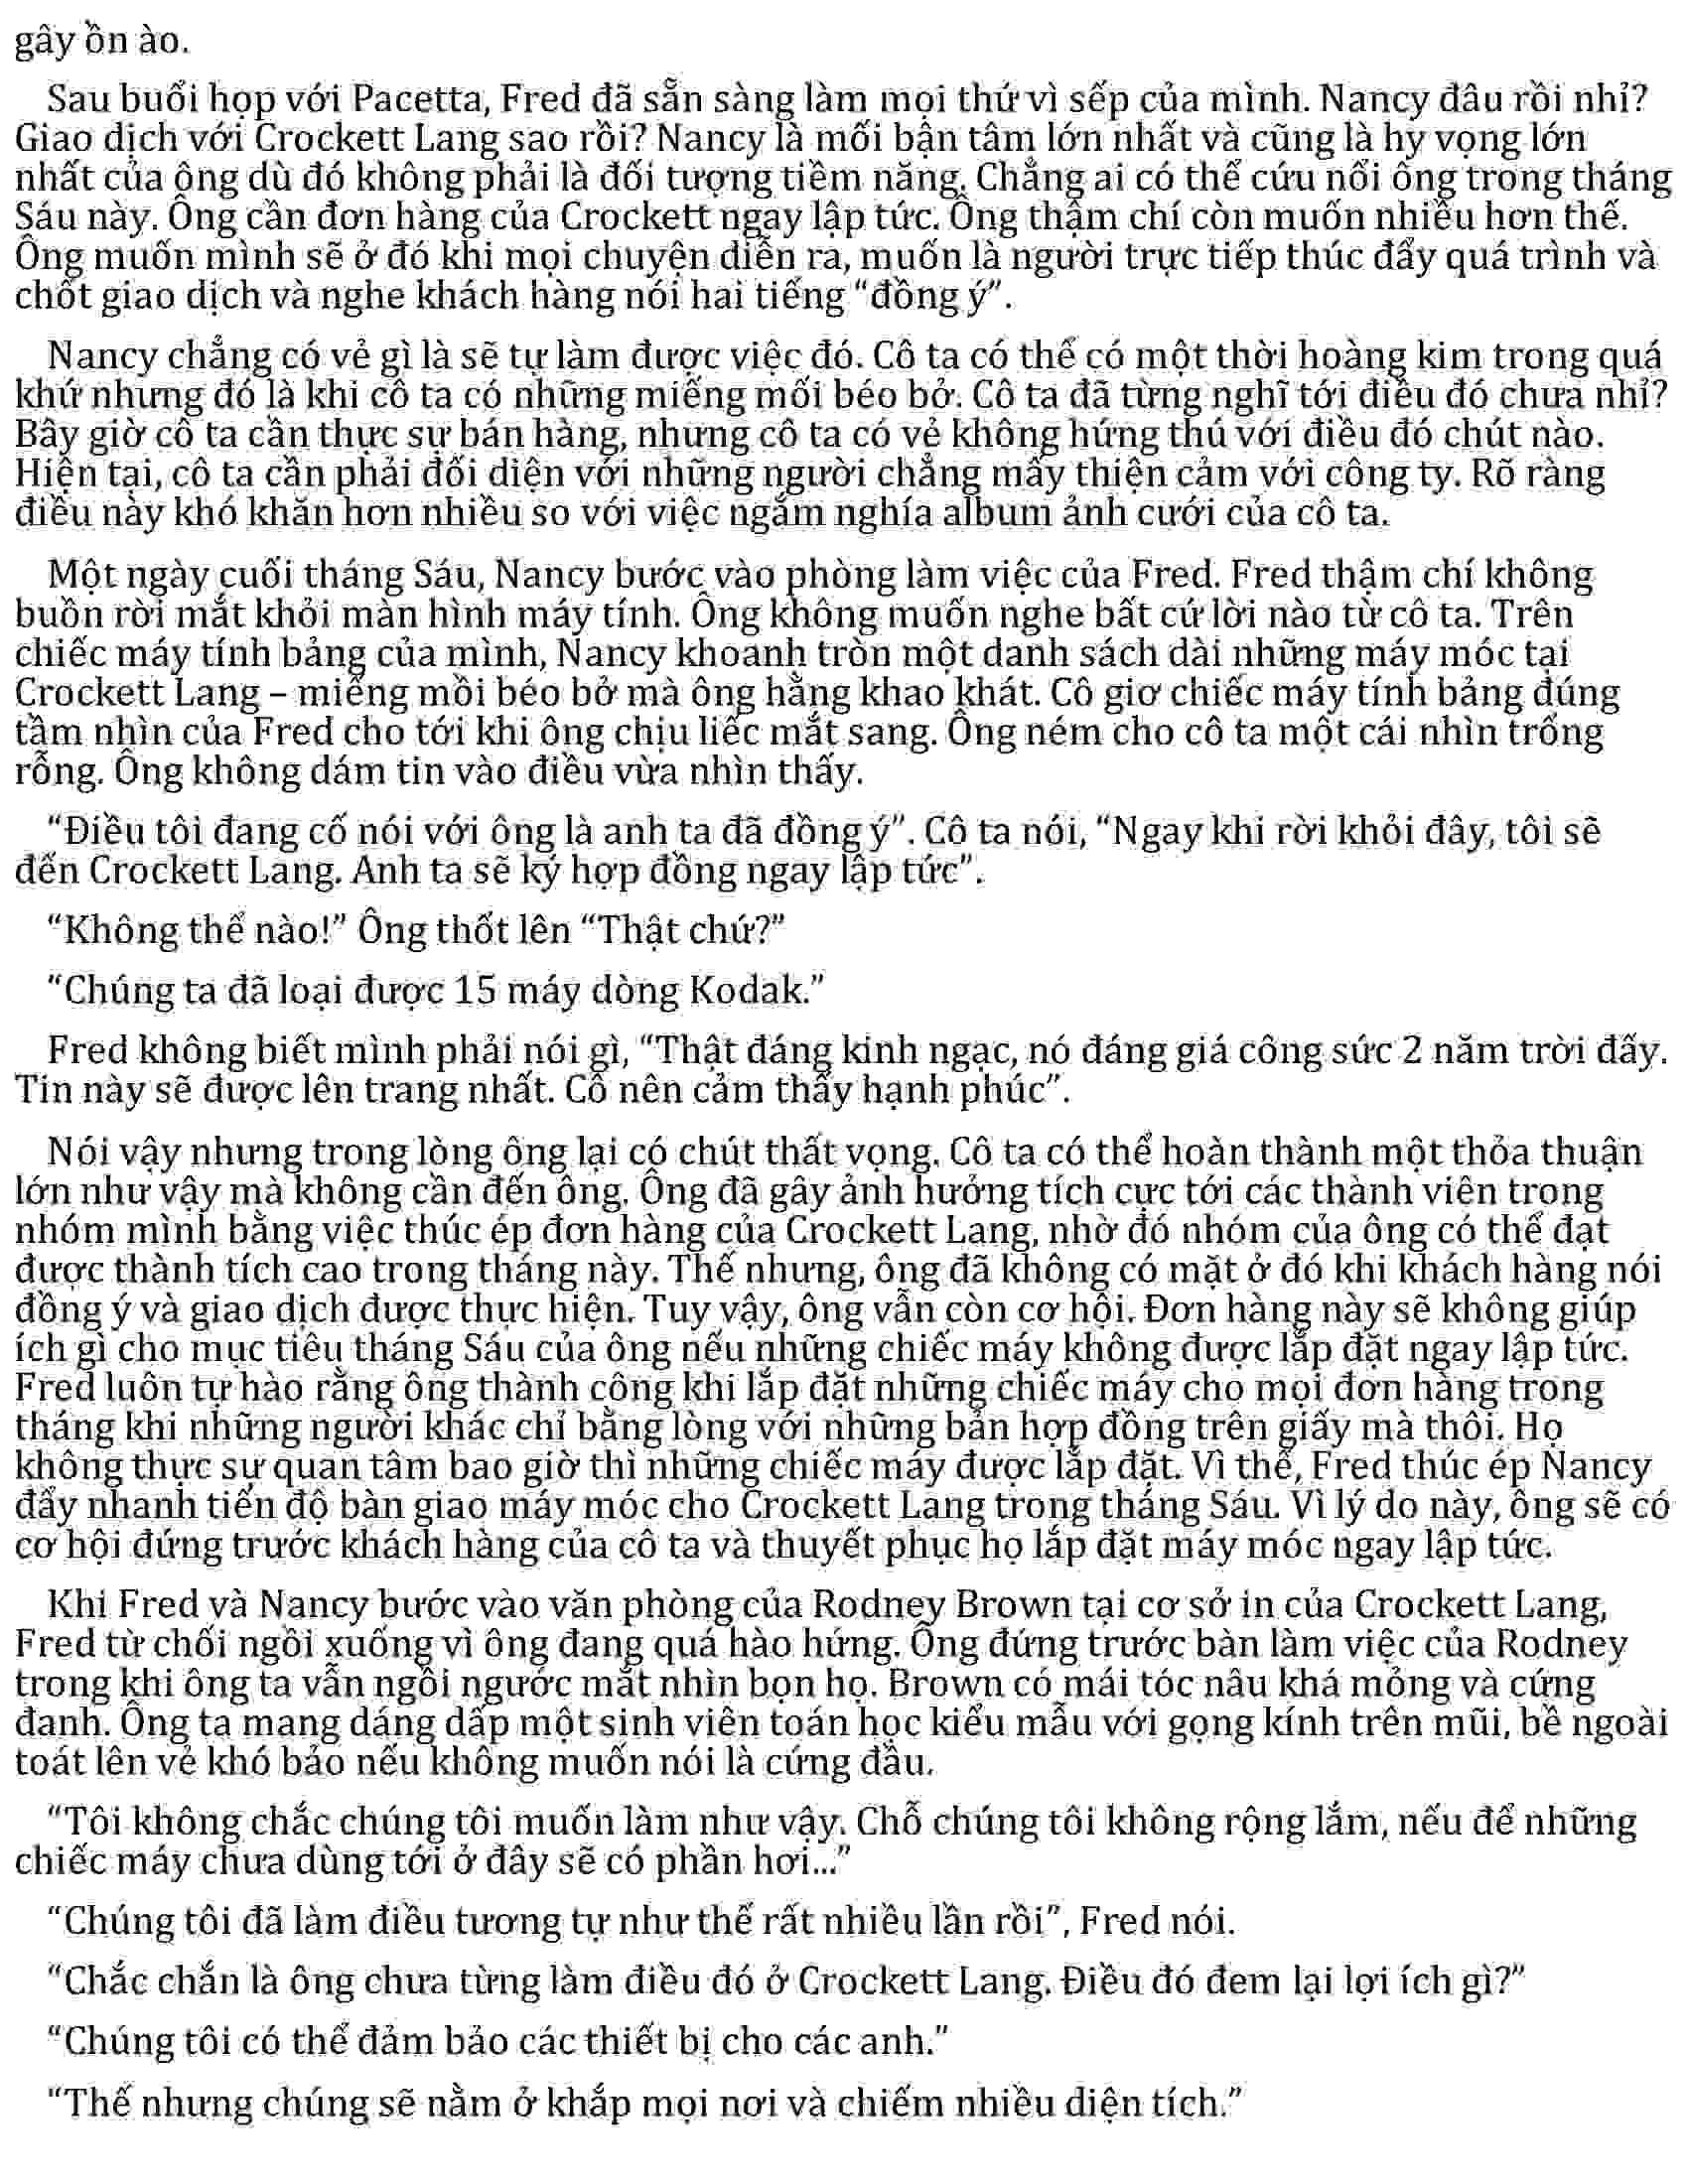 gây ồn ào.
Sau buổi họp với Pacetta, Fred đã sẵn sàng làm mọi thứ vì sếp của mình. Nancy đâu rồi nhỉ?
Giao dịch với Crockett Lang sao rồi? Nancy là mối bận tâm lớn nhất và cũng là hy vọng lớn
nhất của ông dù đó không phải là đối tượng tiềm năng. Chẳng ai có thể cứu nổi ông trong tháng
Sáu này. Ông cần đơn hàng của Crockett ngay lập tức. Ông thậm chí còn muốn nhiều hơn thế.
Ông muốn mình sẽ ở đó khi mọi chuyện diễn ra, muốn là người trực tiếp thúc đẩy quá trình và
chốt giao dịch và nghe khách hàng nói hai tiếng “đồng ý”.
Nancy chẳng có vẻ gì là sẽ tự làm được việc đó. Cô ta có thể có một thời hoàng kim trong quá
khứ nhưng đó là khi cô ta có những miếng mối béo bở. Cô ta đã từng nghĩ tới điều đó chưa nhỉ?
Bây giờ cô ta cần thực sự bán hàng, nhưng cô ta có vẻ không hứng thú với điều đó chút nào.
Hiện tại, cô ta cần phải đối diện với những người chẳng mấy thiện cảm với công ty. Rõ ràng
điều này khó khăn hơn nhiều so với việc ngắm nghía album ảnh cưới của cô ta.
Một ngày cuối tháng Sáu, Nancy bước vào phòng làm việc của Fred. Fred thậm chí không
buồn rời mắt khỏi màn hình máy tính. Ông không muốn nghe bất cứ lời nào từ cô ta. Trên
chiếc máy tính bảng của mình, Nancy khoanh tròn một danh sách dài những máy móc tại
Crockett Lang – miếng mồi béo bở mà ông hằng khao khát. Cô giơ chiếc máy tính bảng đúng
tầm nhìn của Fred cho tới khi ông chịu liếc mắt sang. Ông ném cho cô ta một cái nhìn trống
rỗng. Ông không dám tin vào điều vừa nhìn thấy.
“Điều tôi đang cố nói với ông là anh ta đã đồng ý”. Cô ta nói, “Ngay khi rời khỏi đây, tôi sẽ
đến Crockett Lang. Anh ta sẽ ký hợp đồng ngay lập tức”.
“Không thể nào!” Ông thốt lên “Thật chứ?”
“Chúng ta đã loại được 15 máy dòng Kodak.”
Fred không biết mình phải nói gì, “Thật đáng kinh ngạc, nó đáng giá công sức 2 năm trời đấy.
Tin này sẽ được lên trang nhất. Cô nên cảm thấy hạnh phúc”.
Nói vậy nhưng trong lòng ông lại có chút thất vọng. Cô ta có thể hoàn thành một thỏa thuận
lớn như vậy mà không cần đến ông. Ông đã gây ảnh hưởng tích cực tới các thành viên trong
nhóm mình bằng việc thúc ép đơn hàng của Crockett Lang, nhờ đó nhóm của ông có thể đạt
được thành tích cao trong tháng này. Thế nhưng, ông đã không có mặt ở đó khi khách hàng nói
đồng ý và giao dịch được thực hiện. Tuy vậy, ông vẫn còn cơ hội. Đơn hàng này sẽ không giúp
ích gì cho mục tiêu tháng Sáu của ông nếu những chiếc máy không được lắp đặt ngay lập tức.
Fred luôn tự hào rằng ông thành công khi lắp đặt những chiếc máy cho mọi đơn hàng trong
tháng khi những người khác chỉ bằng lòng với những bản hợp đồng trên giấy mà thôi. Họ
không thực sự quan tâm bao giờ thì những chiếc máy được lắp đặt. Vì thế, Fred thúc ép Nancy
đẩy nhanh tiến độ bàn giao máy móc cho Crockett Lang trong tháng Sáu. Vì lý do này, ông sẽ có
cơ hội đứng trước khách hàng của cô ta và thuyết phục họ lắp đặt máy móc ngay lập tức.
Khi Fred và Nancy bước vào văn phòng của Rodney Brown tại cơ sở in của Crockett Lang,
Fred từ chối ngồi xuống vì ông đang quá hào hứng. Ông đứng trước bàn làm việc của Rodney
trong khi ông ta vẫn ngồi ngước mắt nhìn bọn họ. Brown có mái tóc nâu khá mỏng và cứng
đanh. Ông ta mang dáng dấp một sinh viên toán học kiểu mẫu với gọng kính trên mũi, bề ngoài
toát lên vẻ khó bảo nếu không muốn nói là cứng đầu.
“Tôi không chắc chúng tôi muốn làm như vậy. Chỗ chúng tôi không rộng lắm, nếu để những
chiếc máy chưa dùng tới ở đây sẽ có phần hơi...”
“Chúng tôi đã làm điều tương tự như thế rất nhiều lần rồi”, Fred nói.
“Chắc chắn là ông chưa từng làm điều đó ở Crockett Lang. Điều đó đem lại lợi ích gì?”
“Chúng tôi có thể đảm bảo các thiết bị cho các anh.”
“Thế nhưng chúng sẽ nằm ở khắp mọi nơi và chiếm nhiều diện tích.”